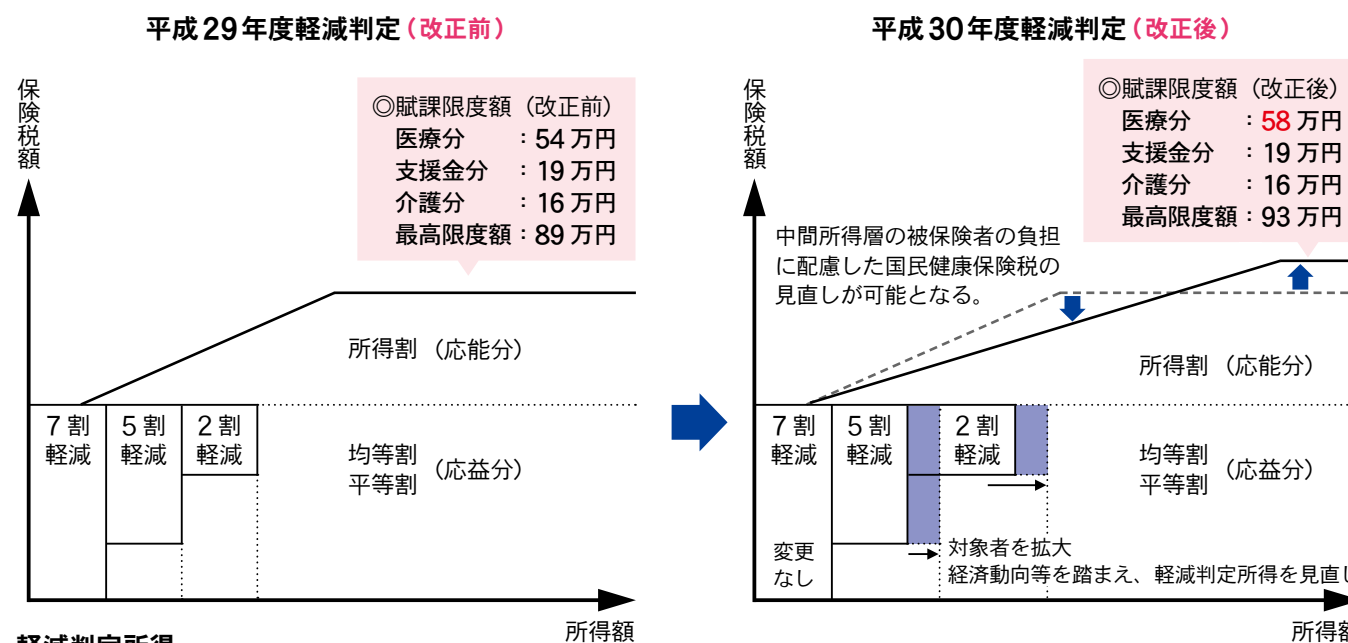 平成29年度軽減判定（改正前）
保険税額
◎賦課限度額（改正前）
医療分　：54万円
支援金分　：19万円
介護分　：16万円
最高限度額：89万円
所得割（応能分）
7割
軽減
5割
軽減
2割
軽減
均等割
平等割
（応益分）
所得額
軽減判定所得
平成30年度軽減判定（改正後）
保険税額
◎賦課限度額（改正後）
医療分　：58万円
支援金分　：19万円
介護分　：16万円
最高限度額：93万円
中間所得層の被保険者の負担
に配慮した国民健康保険税の
見直しが可能となる。
所得割（応能分）
7割
軽減
5割
軽減
2割
軽減
均等割
平等割
（応益分）
変更
なし
対象者を拡大
経済動向等を踏まえ、軽減判定所得を見直し
所得額